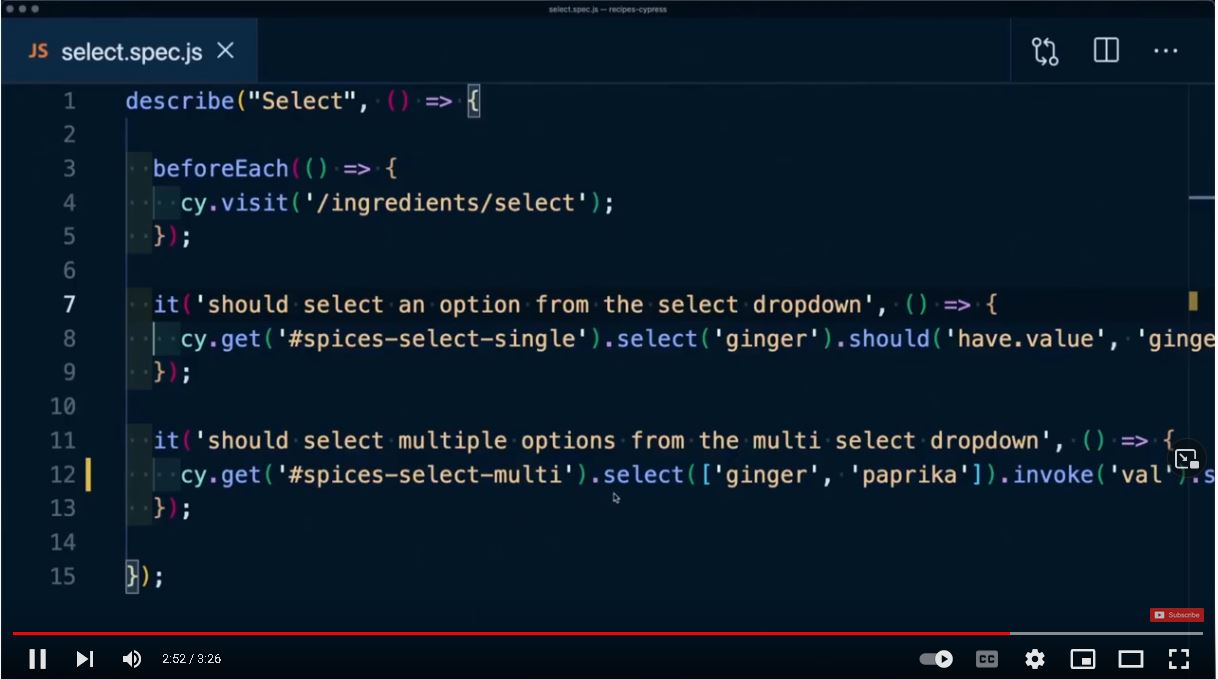 select.spec.js — recipes-cypress
JS select.spec.js
1 describe("Select", () => {
2
3 beforeEach(() => {
4 cy.visit('/ingredients/select');
5 });
6
7 it('should select an option from the select dropdown', () => {
8 cy.get('#spices-select-single').select('ginger').should('have.value', 'ginge
9 });
10
11 it('should select multiple options from the multi select dropdown', () => {
12 cy.get('#spices-select-multi').select(['ginger', 'paprika']).invoke('val').s
13 });
14
15 });
Subscribe
2:52 / 3:26
CC